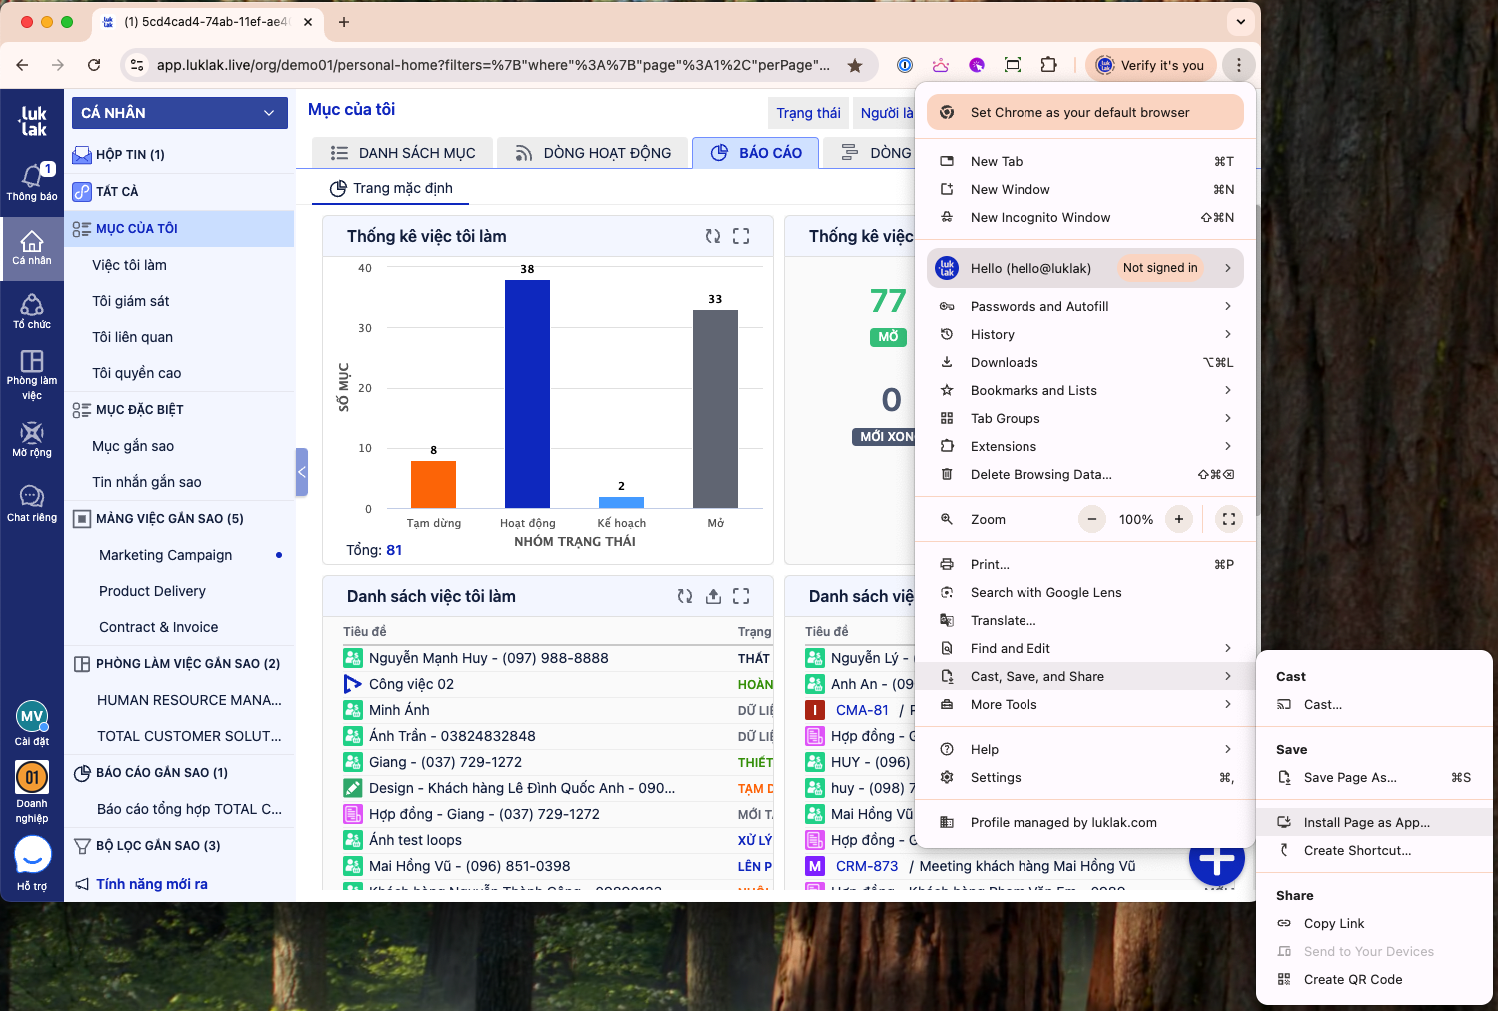 (1) 5cd4cad4-74ab-11ef-ae4
app.luklak.live/org/demo01/personal-home?filters=%7B"where"%3A%7B"page"%3A1%2C"perPage"...
Verify it's you
luk
lak
1
Thông báo
Cá nhân
Tổ chức
Phòng làm
việc
Mở rộng
Chat riêng
MV
Cài đặt
01
Doanh
nghiệp
Hỗ trợ
CÁ NHÂN
HỘP TIN (1)
TẤT CẢ
MỤC CỦA TÔI
Việc tôi làm
Tôi giám sát
Tôi liên quan
Tôi quyền cao
MỤC ĐẶC BIỆT
Mục gắn sao
Tin nhắn gắn sao
MẢNG VIỆC GẮN SAO (5)
Marketing Campaign
Product Delivery
Contract & Invoice
PHÒNG LÀM VIỆC GẮN SAO (2)
HUMAN RESOURCE MANA...
TOTAL CUSTOMER SOLUT...
BÁO CÁO GẮN SAO (1)
Báo cáo tổng hợp TOTAL C...
BỘ LỌC GẮN SAO (3)
Tính năng mới ra
Mục của tôi
Trạng thái
Người là
DANH SÁCH MỤC
DÒNG HOẠT ĐỘNG
BÁO CÁO
DÒNG
Trang mặc định
Thống kê việc tôi làm
40
30
20
10
0
SỐ MỤC
8
38
2
33
Tạm dừng
Hoạt động
Kế hoạch
Mở
NHÓM TRẠNG THÁI
Tổng: 81
Thống kê việc
77
MỞ
0
MỚI XON
Danh sách việc tôi làm
Tiêu đề
Trạng
Nguyễn Mạnh Huy - (097) 988-8888
THẤT
Công việc 02
HOÀN
Minh Ánh
DỮ LIỆ
Ánh Trần - 03824832848
DỮ LIỆ
Giang - (037) 729-1272
THIẾT
Design - Khách hàng Lê Đình Quốc Anh - 090...
TẠM D
Hợp đồng - Giang - (037) 729-1272
MỚI T
Ánh test loops
XỬ LÝ
Mai Hồng Vũ - (096) 851-0398
LÊN P
Danh sách việ
Tiêu đề
Nguyễn Lý - (
Anh An - (09
I CMA-81 / F
Hợp đồng - G
HUY - (096)
huy - (098) 7
Mai Hồng Vũ
Hợp đồng - G
M CRM-873 / Meeting khách hàng Mai Hồng Vũ
Set Chrome as your default browser
New Tab ⌘T
New Window ⌘N
New Incognito Window ⇧⌘N
luk
lak
Hello (hello@luklak)
Not signed in
Passwords and Autofill
History
Downloads ⌥⌘L
Bookmarks and Lists
Tab Groups
Extensions
Delete Browsing Data... ⇧⌘⌫
Zoom − 100% +
Print... ⌘P
Search with Google Lens
Translate...
Find and Edit
Cast, Save, and Share
More Tools
Help
Settings ⌘,
Profile managed by luklak.com
Cast
Cast...
Save
Save Page As... ⌘S
Install Page as App...
Create Shortcut...
Share
Copy Link
Send to Your Devices
Create QR Code